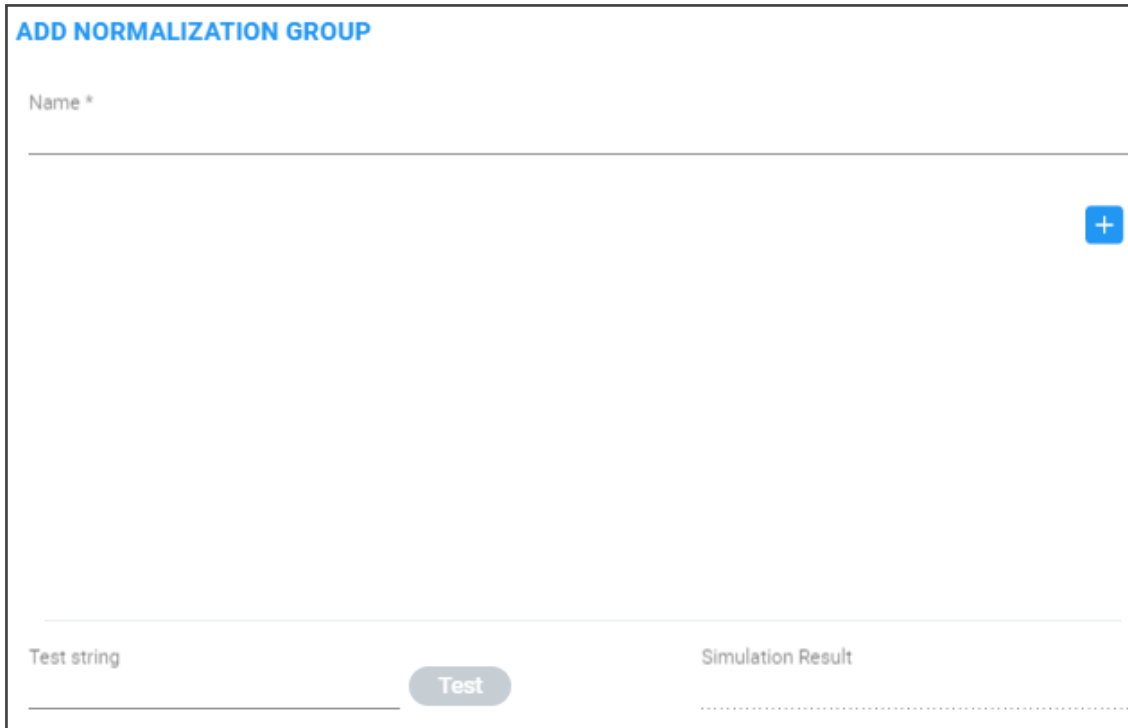 ADD NORMALIZATION GROUP
Name *
+
Test string
Test
Simulation Result